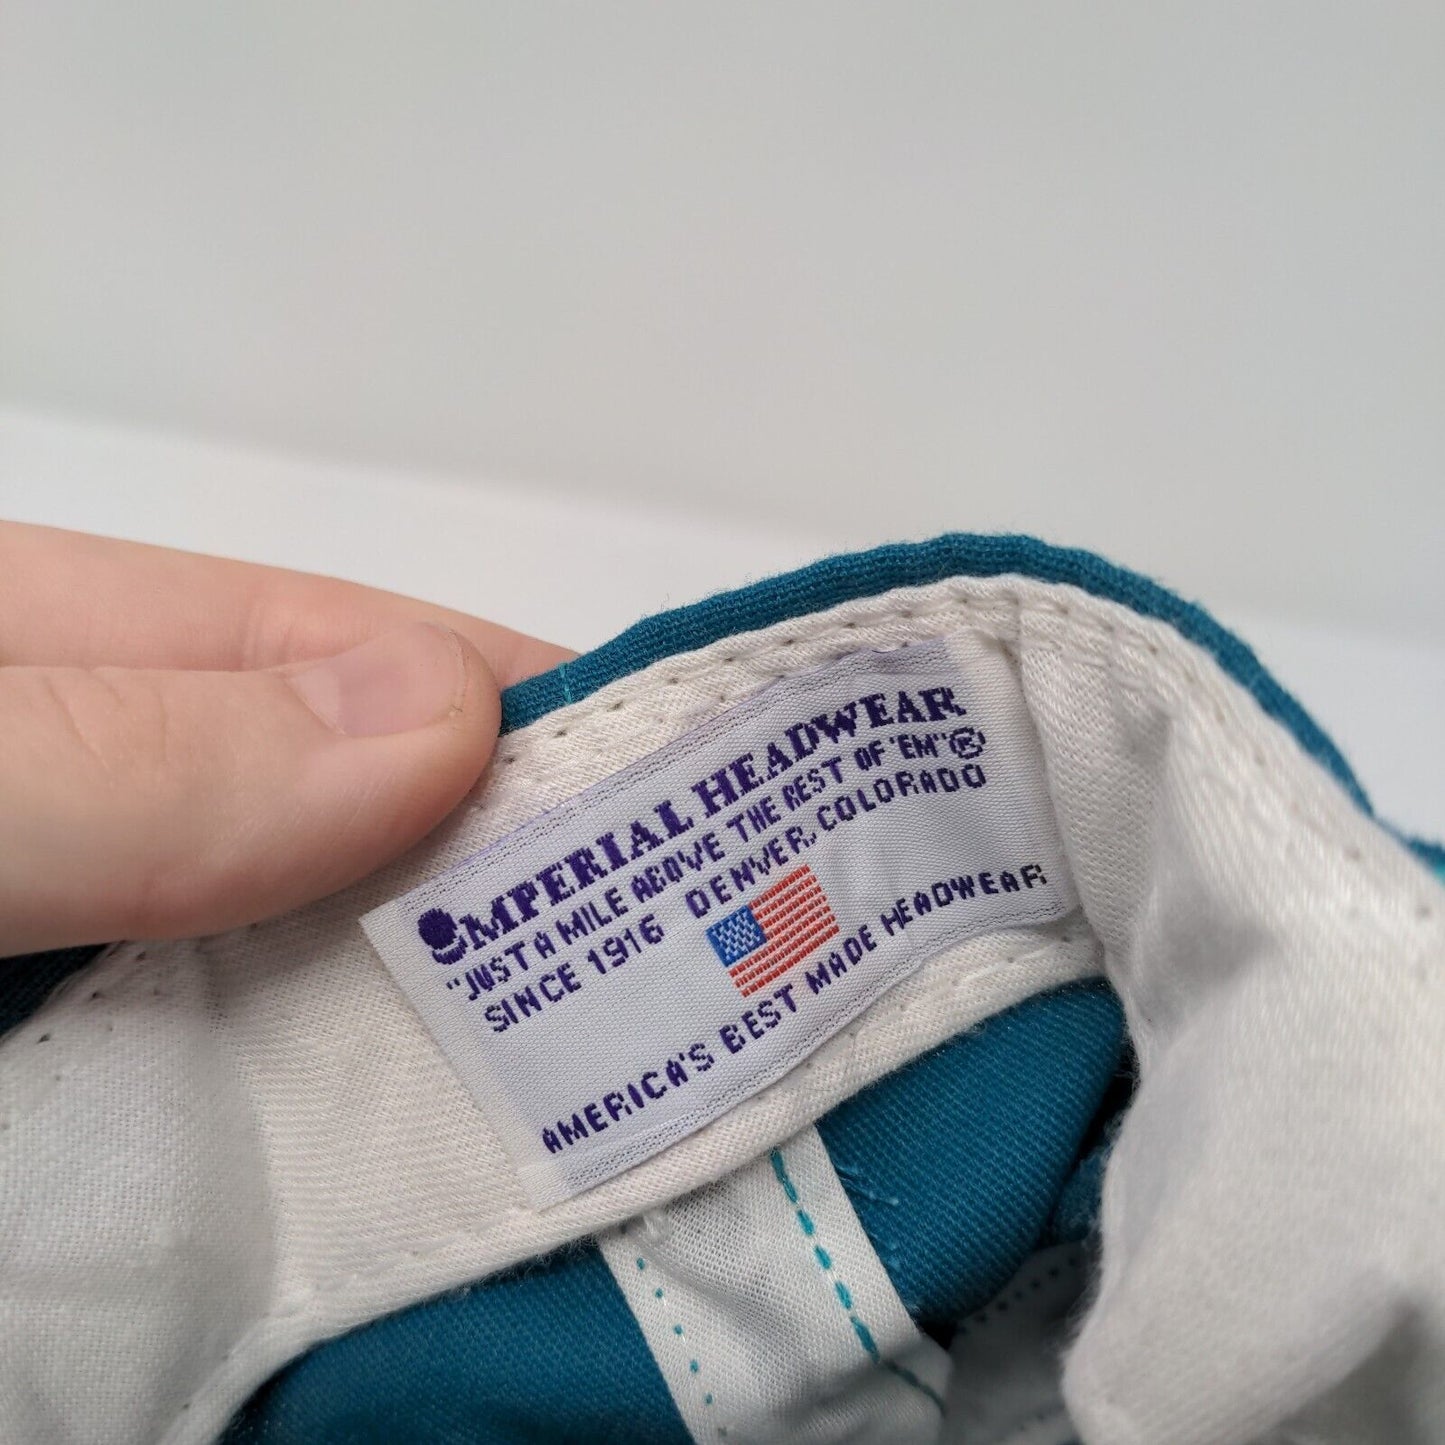 IMPERIAL HEADWEAR
"JUST A MILE ABOVE THE REST OF 'EM"®
SINCE 1916 DENVER, COLORADO
AMERICA'S BEST MADE HEADWEAR